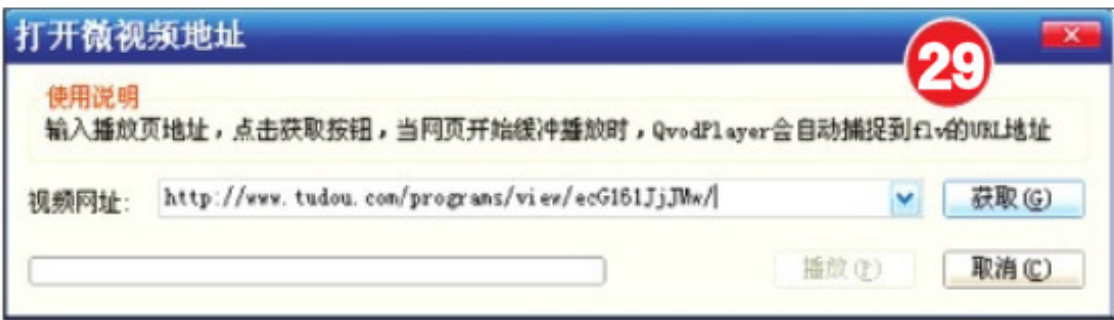 打开微视频地址
29
使用说明
输入播放页地址，点击获取按钮，当网页开始缓冲播放时，QvodPlayer会自动捕捉到flv的URL地址
视频网址:
http://www.tudou.com/programs/view/ecG161JjJMw/
获取(G)
播放(P)
取消(C)